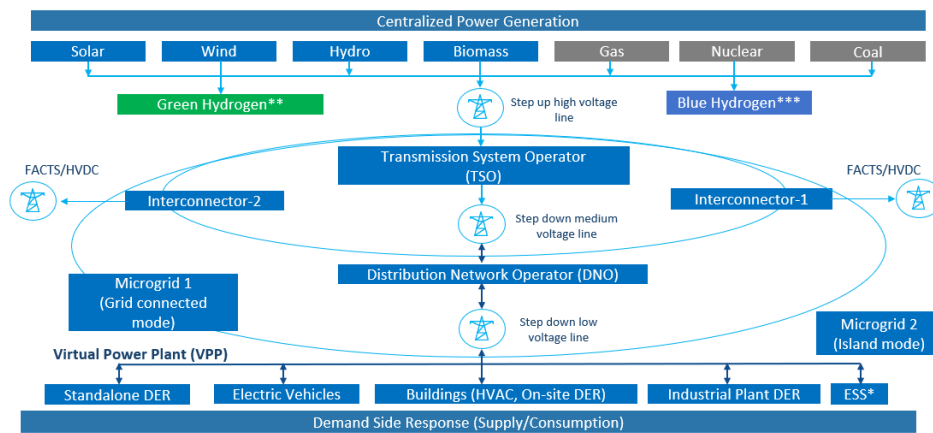 Centralized Power Generation
Solar
Wind
Hydro
Biomass
Gas
Nuclear
Coal
Green Hydrogen**
Step up high voltage
line
Blue Hydrogen***
Transmission System Operator
(TSO)
FACTS/HVDC
FACTS/HVDC
Interconnector-2
Interconnector-1
Step down medium
voltage line
Distribution Network Operator (DNO)
Microgrid 1
(Grid connected
mode)
Step down low
voltage line
Microgrid 2
(Island mode)
Virtual Power Plant (VPP)
Standalone DER
Electric Vehicles
Buildings (HVAC, On-site DER)
Industrial Plant DER
ESS*
Demand Side Response (Supply/Consumption)